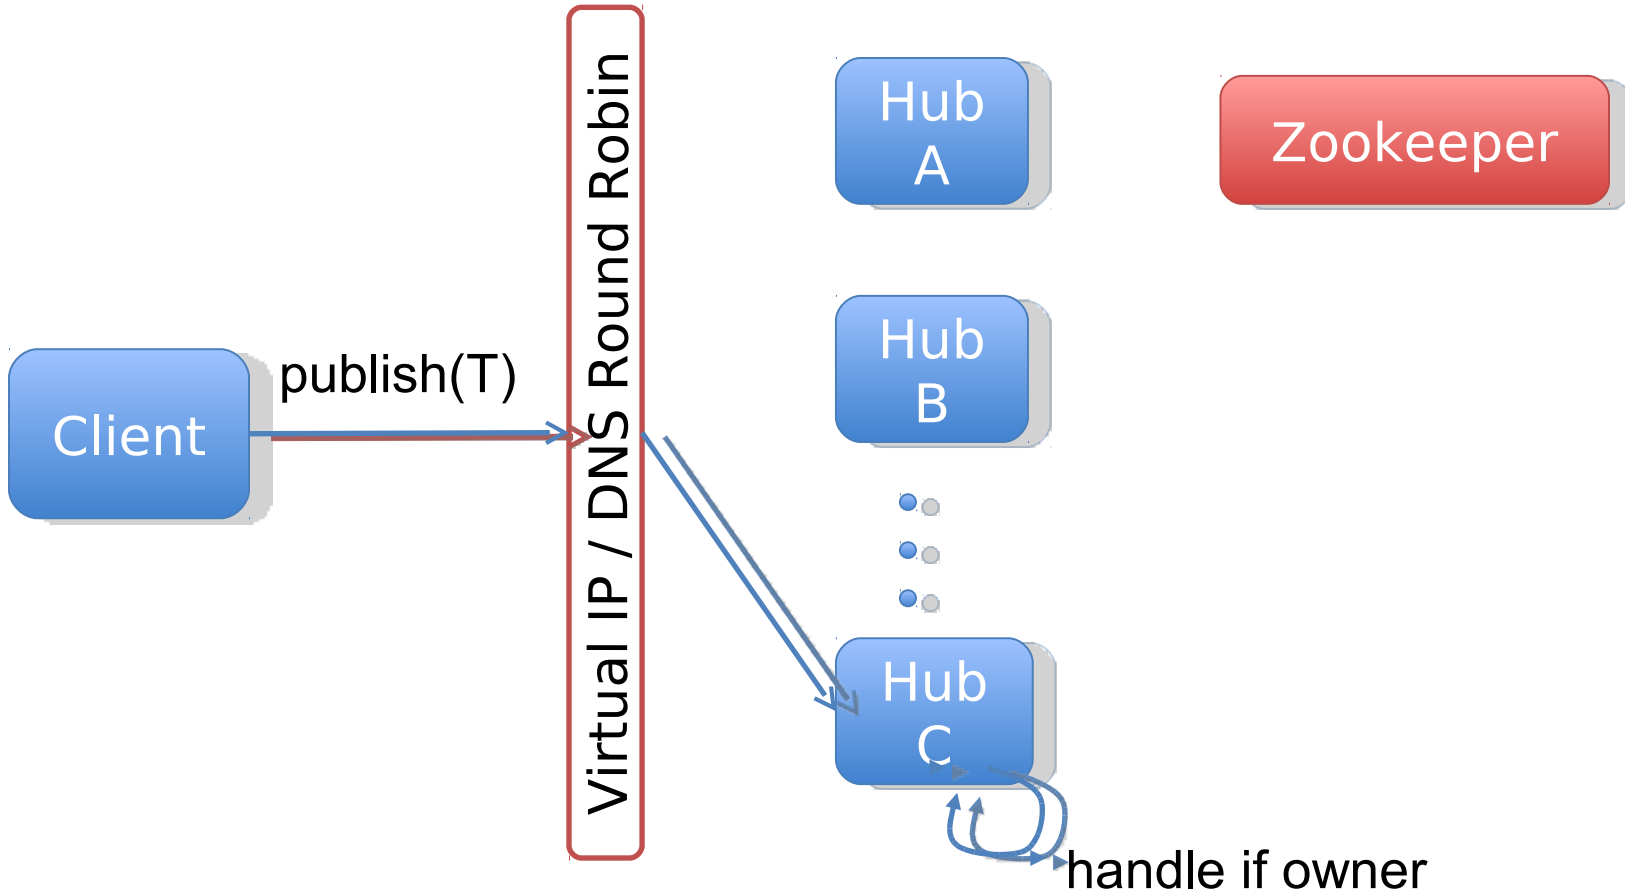 Client
publish(T)
Virtual IP / DNS Round Robin
Hub
A
Hub
B
Hub
C
handle if owner
Zookeeper